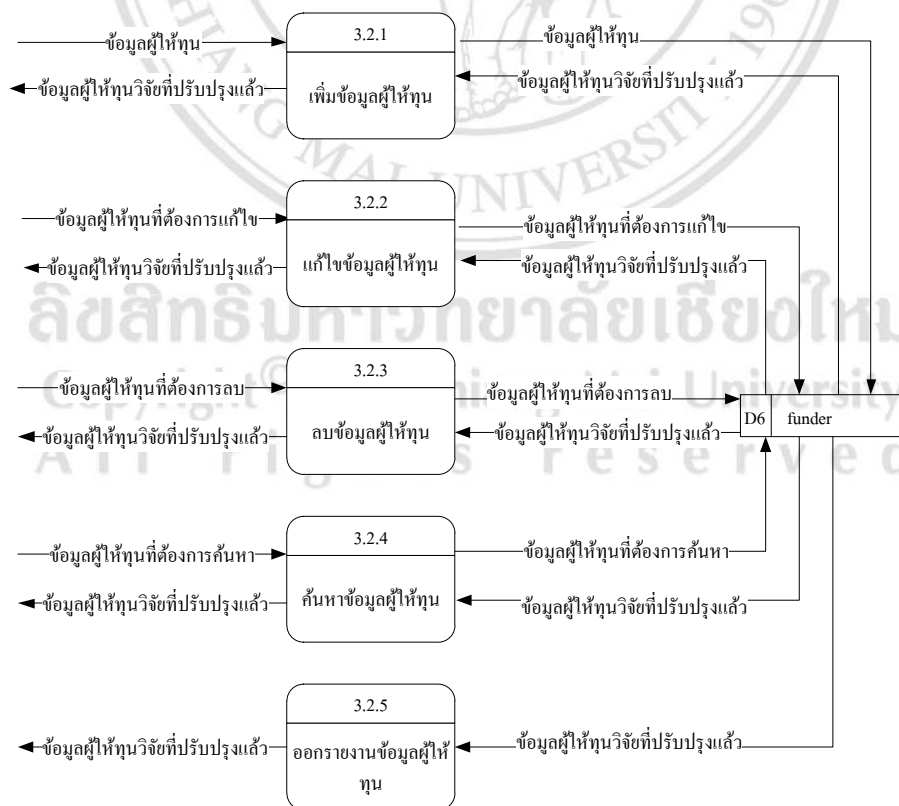 ข้อมูลผู้ให้ทุน
3.2.1
ข้อมูลผู้ให้ทุน
ข้อมูลผู้ให้ทุนวิจัยที่ปรับปรุงแล้ว
เพิ่มข้อมูลผู้ให้ทุน
ข้อมูลผู้ให้ทุนวิจัยที่ปรับปรุงแล้ว
ข้อมูลผู้ให้ทุนที่ต้องการแก้ไข
3.2.2
ข้อมูลผู้ให้ทุนที่ต้องการแก้ไข
ข้อมูลผู้ให้ทุนวิจัยที่ปรับปรุงแล้ว
แก้ไขข้อมูลผู้ให้ทุน
ข้อมูลผู้ให้ทุนวิจัยที่ปรับปรุงแล้ว
ข้อมูลผู้ให้ทุนที่ต้องการลบ
3.2.3
ข้อมูลผู้ให้ทุนที่ต้องการลบ
ข้อมูลผู้ให้ทุนวิจัยที่ปรับปรุงแล้ว
ลบข้อมูลผู้ให้ทุน
ข้อมูลผู้ให้ทุนวิจัยที่ปรับปรุงแล้ว
D6 funder
ข้อมูลผู้ให้ทุนที่ต้องการค้นหา
3.2.4
ข้อมูลผู้ให้ทุนที่ต้องการค้นหา
ข้อมูลผู้ให้ทุนวิจัยที่ปรับปรุงแล้ว
ค้นหาข้อมูลผู้ให้ทุน
ข้อมูลผู้ให้ทุนวิจัยที่ปรับปรุงแล้ว
3.2.5
ข้อมูลผู้ให้ทุนวิจัยที่ปรับปรุงแล้ว
ออกรายงานข้อมูลผู้ให้
ทุน
ข้อมูลผู้ให้ทุนวิจัยที่ปรับปรุงแล้ว
MAI UNIVERSITY
University
reserved